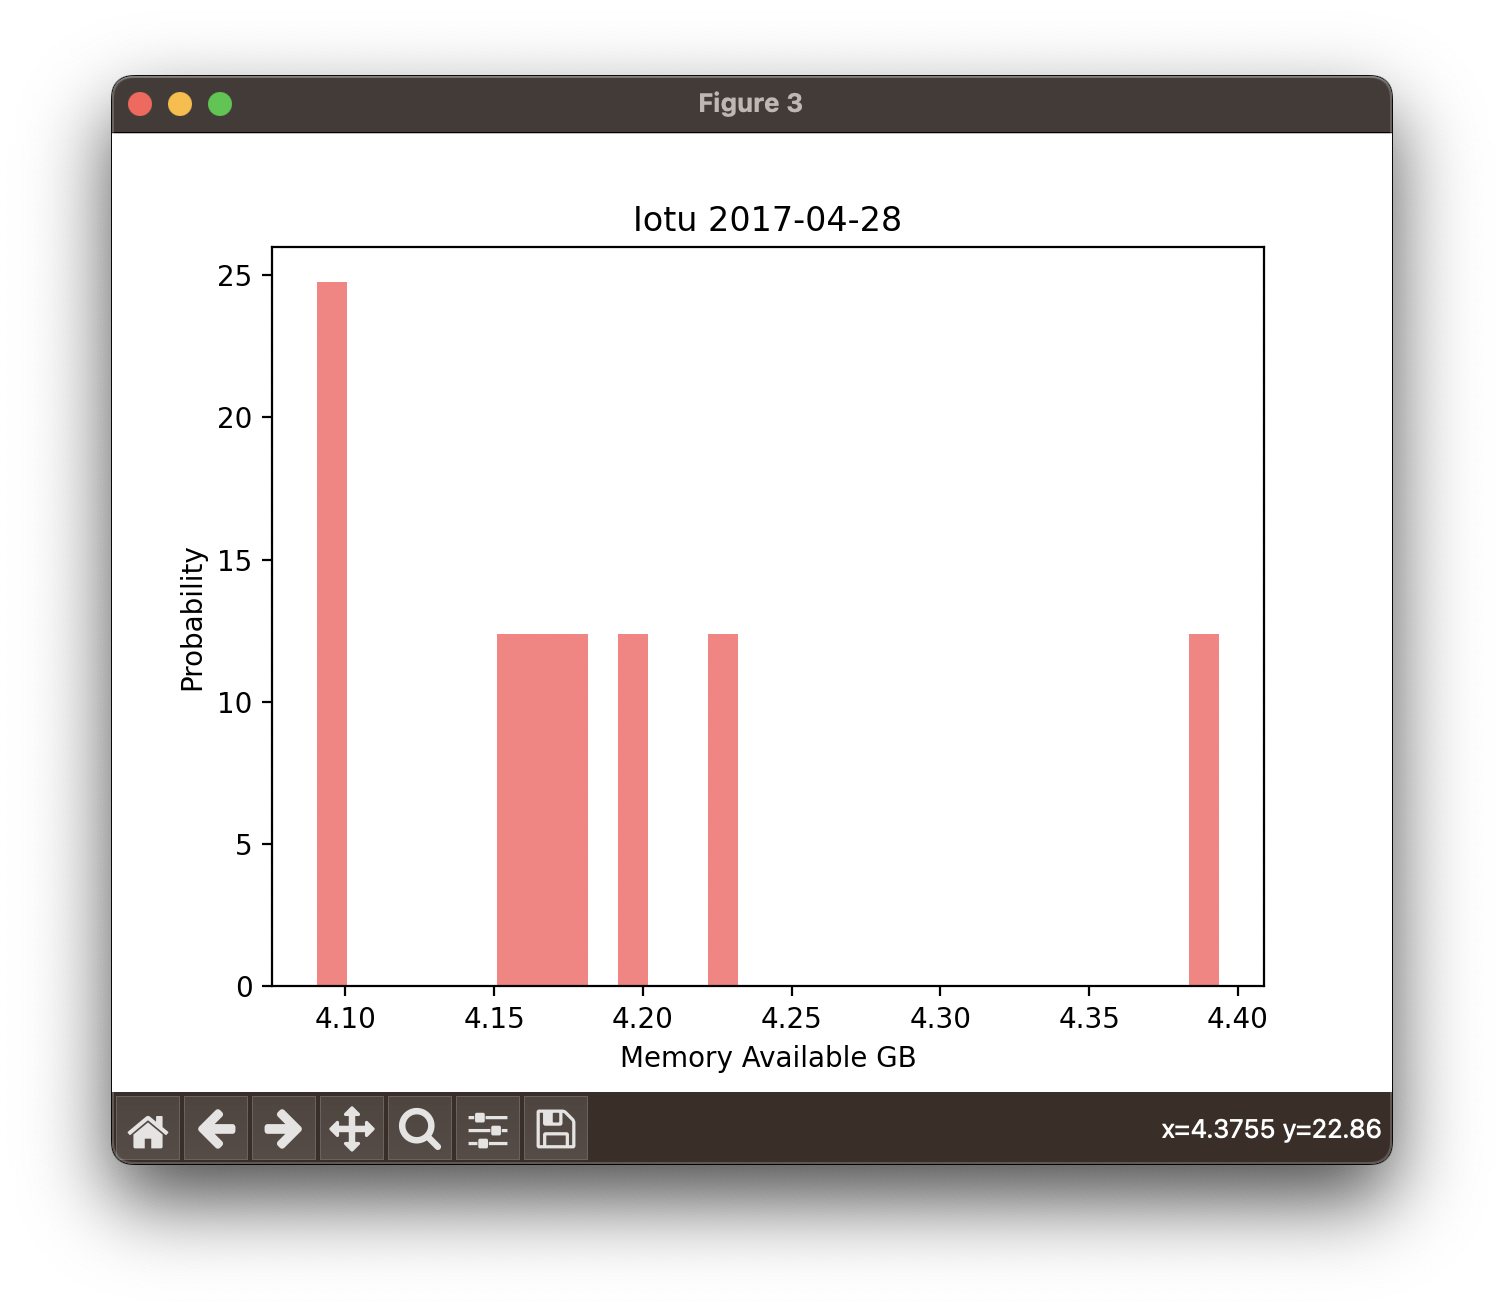 Figure 3
Iotu 2017-04-28
25
20
15
10
5
0
Probability
4.10 4.15 4.20 4.25 4.30 4.35 4.40
Memory Available GB
x=4.3755 y=22.86